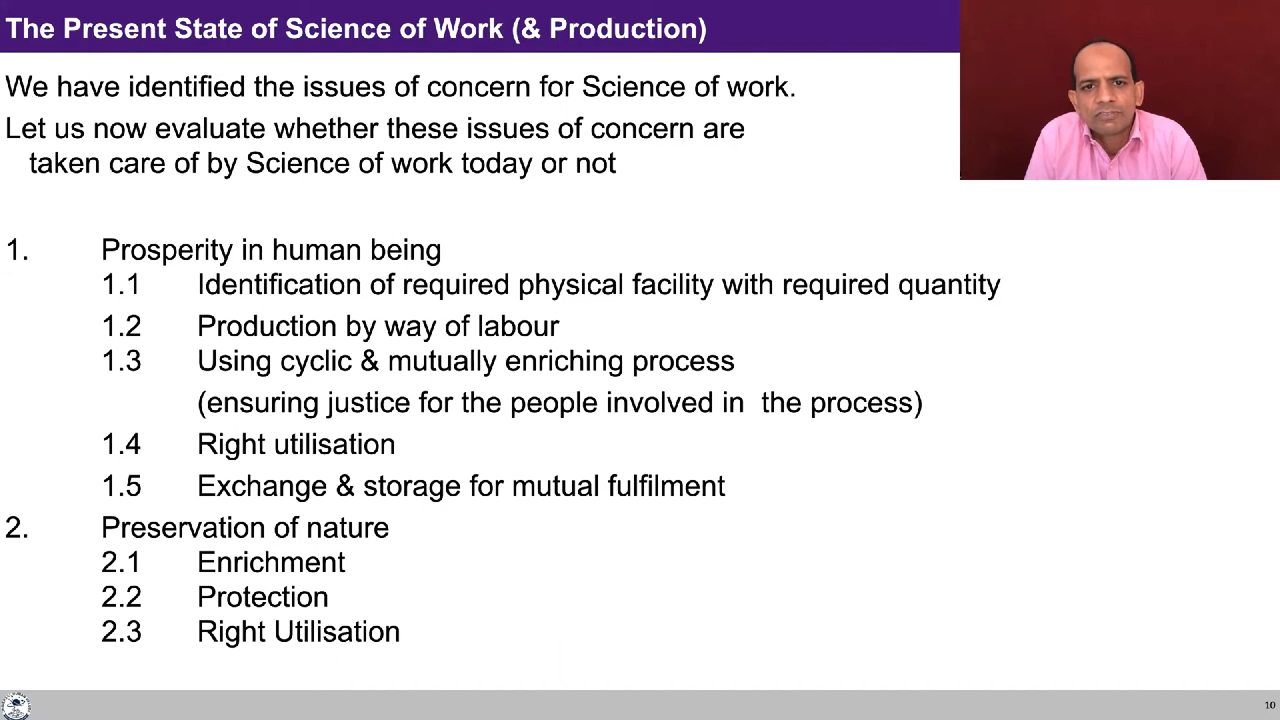 The Present State of Science of Work (& Production)
We have identified the issues of concern for Science of work.
Let us now evaluate whether these issues of concern are
taken care of by Science of work today or not
1. Prosperity in human being
1.1 Identification of required physical facility with required quantity
1.2 Production by way of labour
1.3 Using cyclic & mutually enriching process
(ensuring justice for the people involved in the process)
1.4 Right utilisation
1.5 Exchange & storage for mutual fulfilment
2. Preservation of nature
2.1 Enrichment
2.2 Protection
2.3 Right Utilisation
10